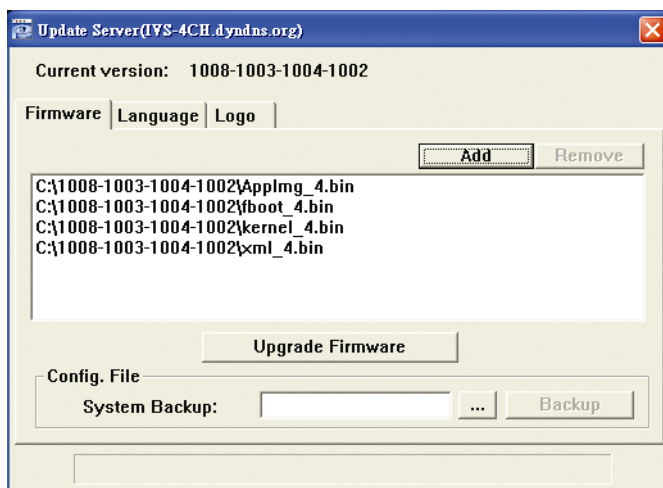 Update Server(IVS-4CH.dyndns.org)
Current version: 1008-1003-1004-1002
Firmware Language Logo
Add Remove
C:\1008-1003-1004-1002\AppImg_4.bin
C:\1008-1003-1004-1002\fboot_4.bin
C:\1008-1003-1004-1002\kernel_4.bin
C:\1008-1003-1004-1002\xml_4.bin
Upgrade Firmware
Config. File
System Backup: ... Backup